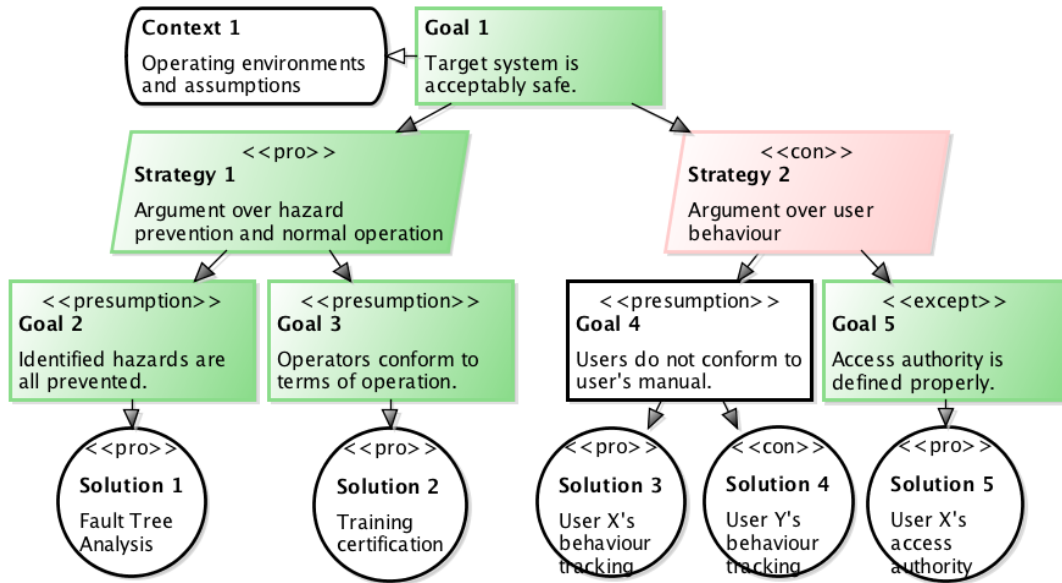 Context 1
Operating environments
and assumptions
Goal 1
Target system is
acceptably safe.
<<pro>>
Strategy 1
Argument over hazard
prevention and normal operation
<<con>>
Strategy 2
Argument over user
behaviour
<<presumption>>
Goal 2
Identified hazards are
all prevented.
<<presumption>>
Goal 3
Operators conform to
terms of operation.
<<presumption>>
Goal 4
Users do not conform to
user's manual.
<<except>>
Goal 5
Access authority is
defined properly.
<<pro>>
Solution 1
Fault Tree
Analysis
<<pro>>
Solution 2
Training
certification
<<pro>>
Solution 3
User X's
behaviour
tracking
<<con>>
Solution 4
User Y's
behaviour
tracking
<<pro>>
Solution 5
User X's
access
authority